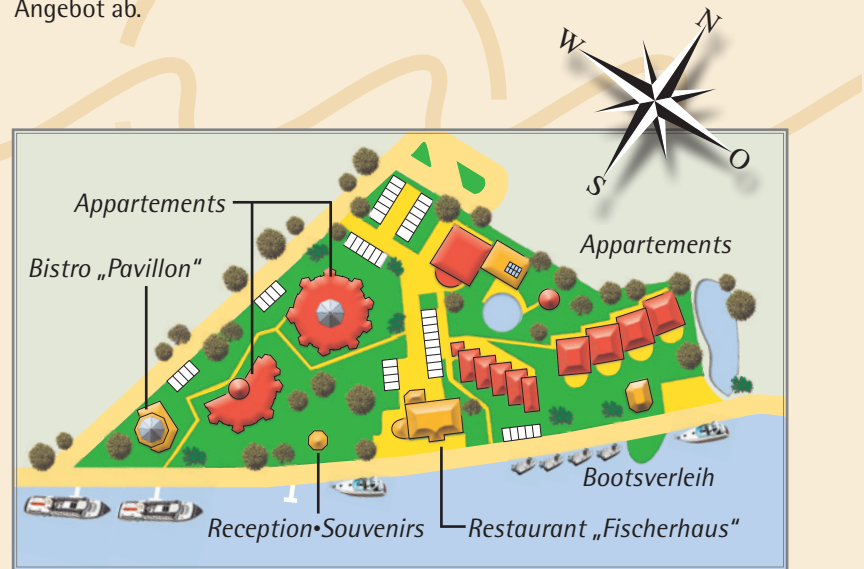 Angebot ab.
N
W
O
S
Appartements
Appartements
Bistro „Pavillon“
Bootsverleih
Reception•Souvenirs
Restaurant „Fischerhaus“